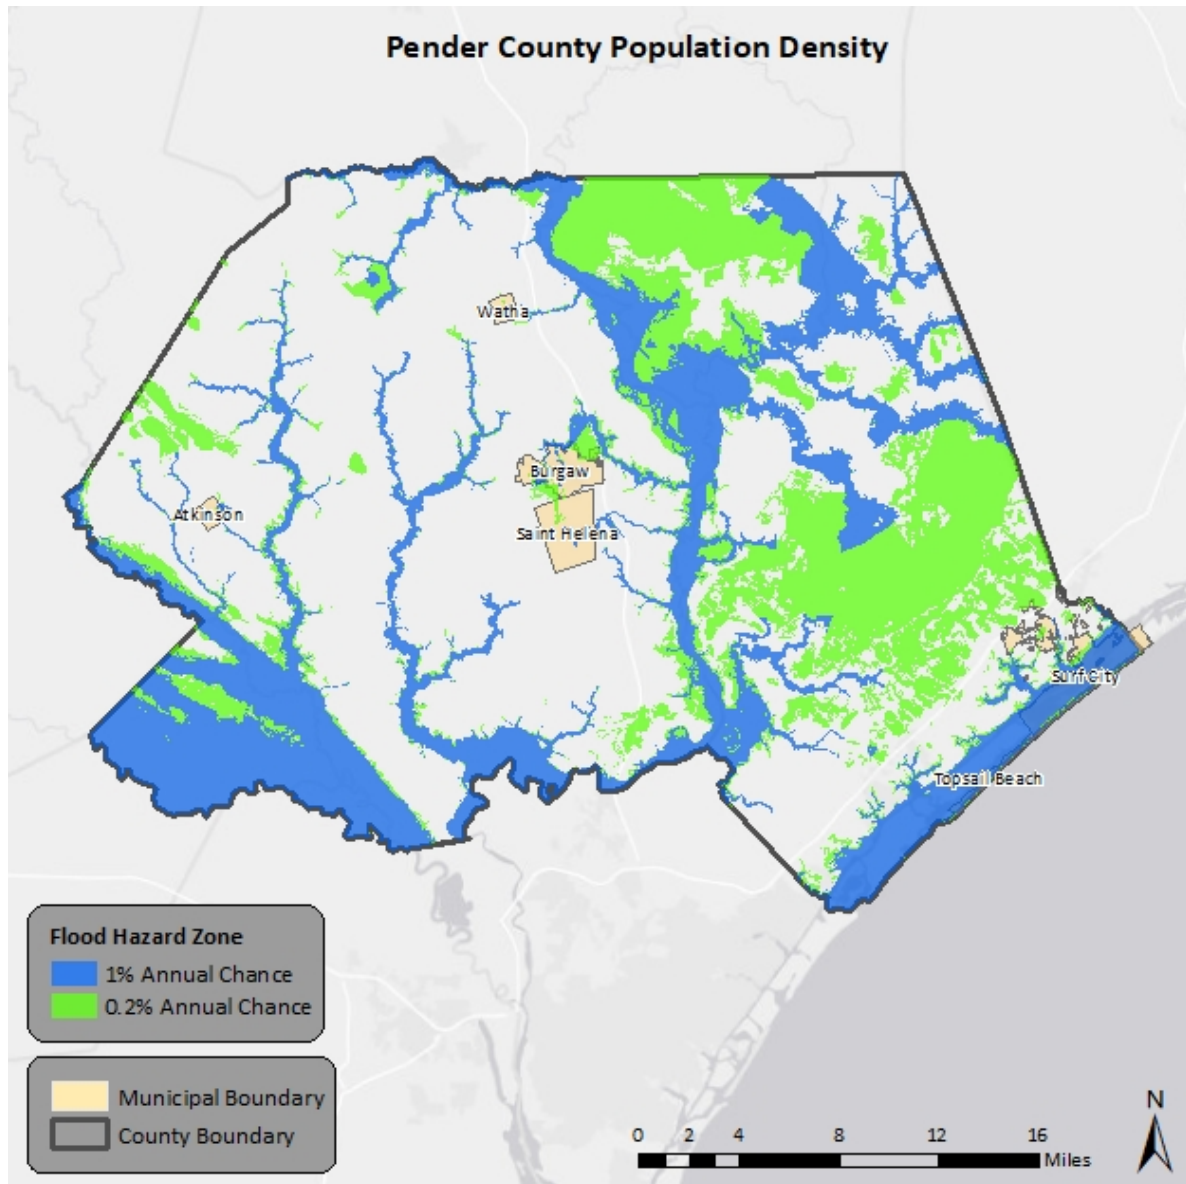 Pender County Population Density
Watha
Burgaw
Atkinson
Saint Helena
Surf City
Topsail Beach
Flood Hazard Zone
1% Annual Chance
0.2% Annual Chance
Municipal Boundary
County Boundary
N
0 2 4 8 12 16
Miles